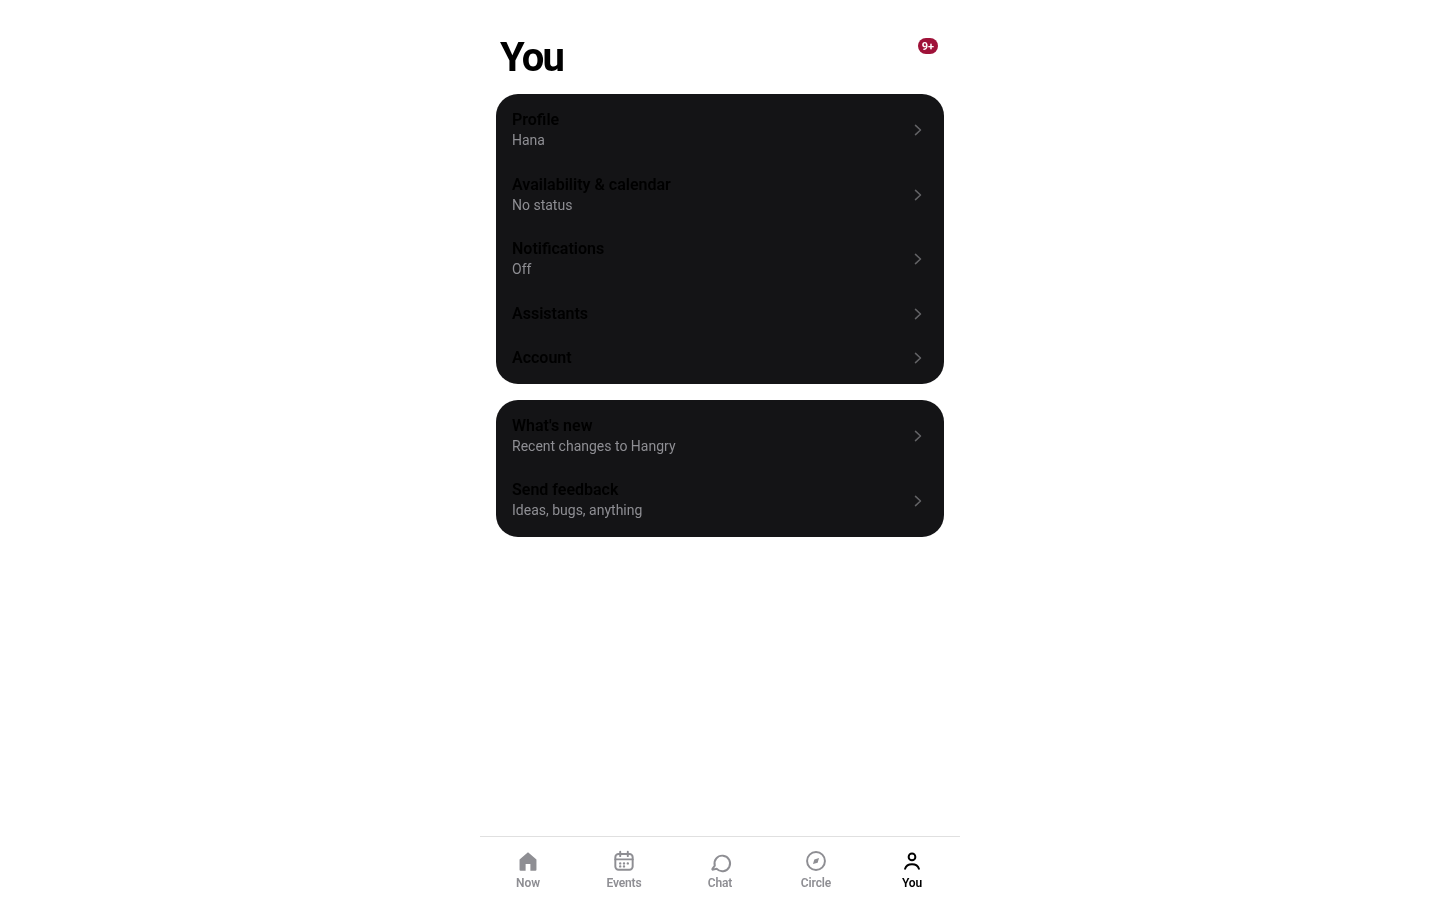 You
9+
Profile
Hana
Availability & calendar
No status
Notifications
Off
Assistants
Account
What's new
Recent changes to Hangry
Send feedback
Ideas, bugs, anything
Now
Events
Chat
Circle
You